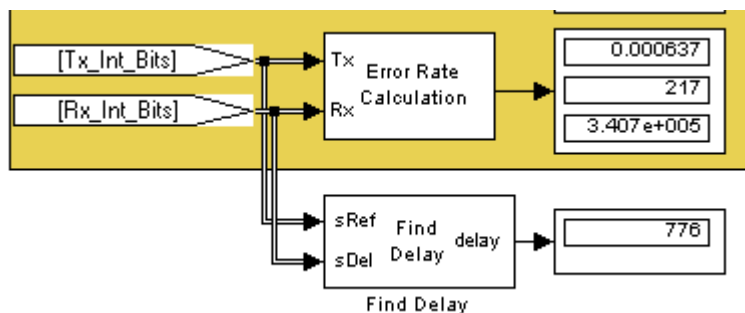 [Tx_Int_Bits]
[Rx_Int_Bits]
Tx
Rx
Error Rate
Calculation
0.000637
217
3.407e+005
sRef
sDel
Find
Delay
delay
776
Find Delay